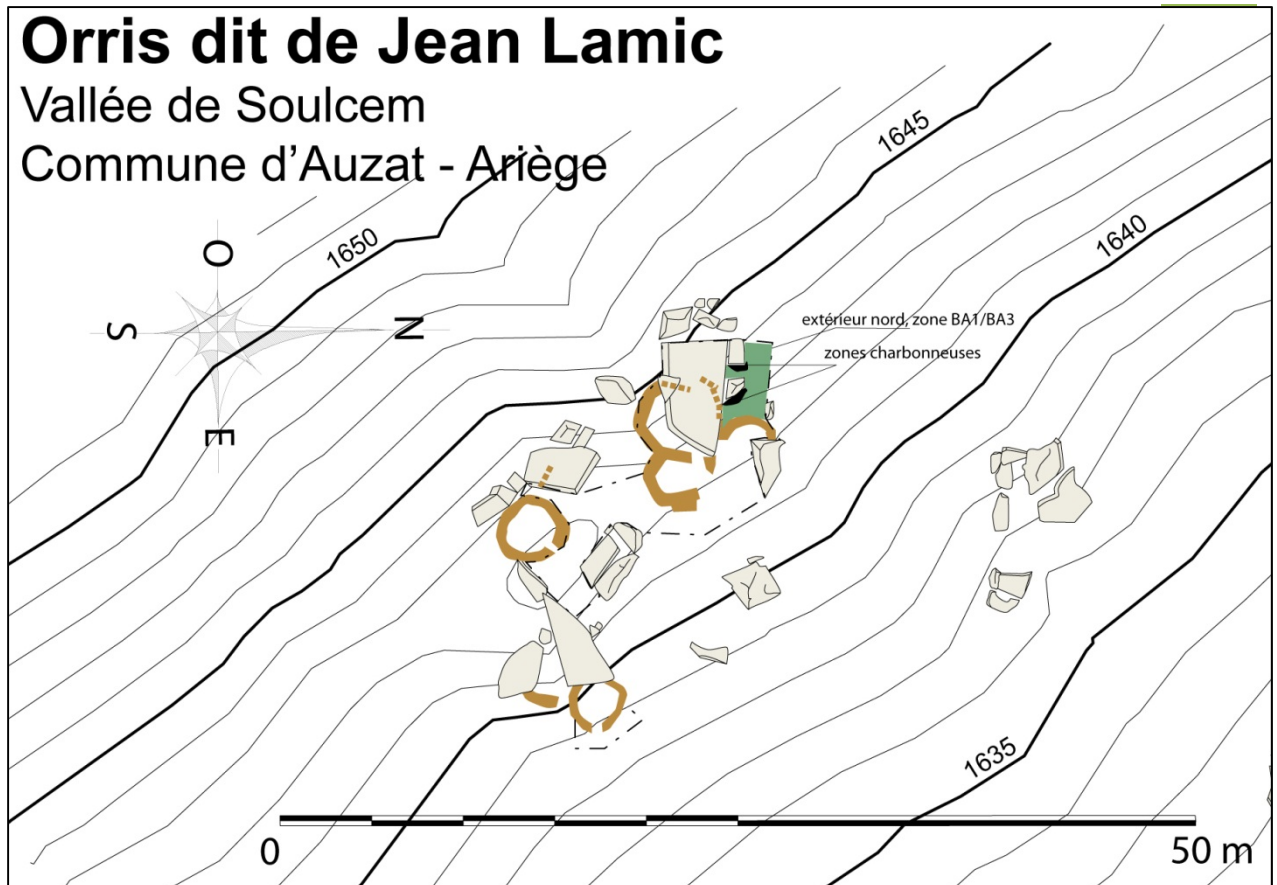 Orris dit de Jean Lamic
Vallée de Soulcem
Commune d'Auzat - Ariège
1645
1650
1640
O
S
N
E
extérieur nord, zone BA1/BA3
zones charbonneuses
1635
0
50 m